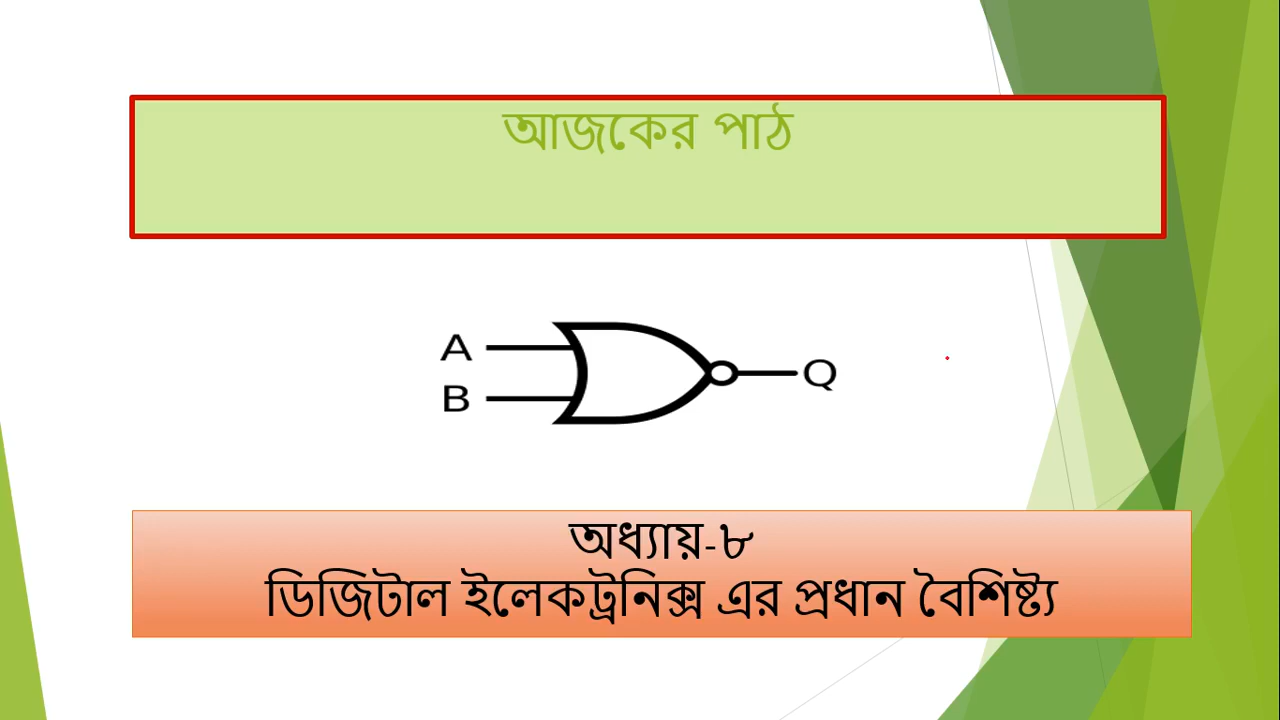 আজকের পাঠ
A
B
Q
অধ্যায়-৮
ডিজিটাল ইলেকট্রনিক্স এর প্রধান বৈশিষ্ট্য